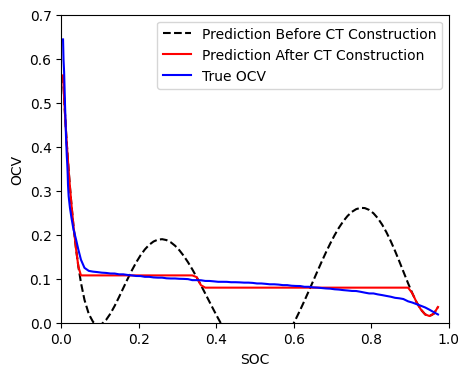 Prediction Before CT Construction
Prediction After CT Construction
True OCV
0.7
0.6
0.5
0.4
0.3
0.2
0.1
0.0
OCV
0.0 0.2 0.4 0.6 0.8 1.0
SOC